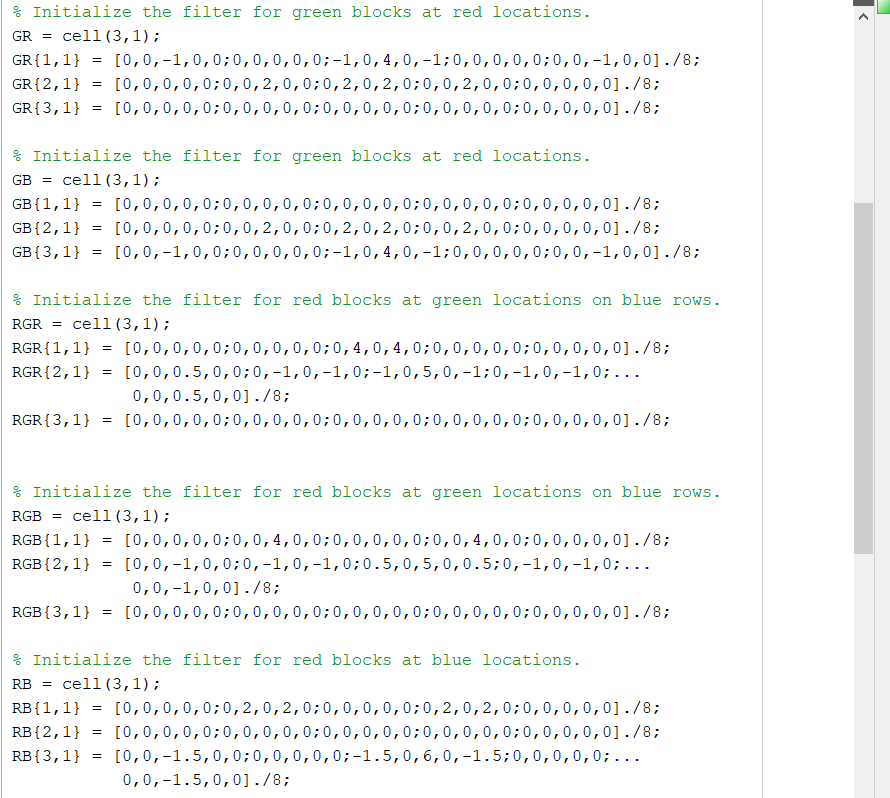 % Initialize the filter for green blocks at red locations.
GR = cell(3,1);
GR{1,1} = [0,0,-1,0,0;0,0,0,0,0;-1,0,4,0,-1;0,0,0,0,0;0,0,-1,0,0]./8;
GR{2,1} = [0,0,0,0,0;0,0,2,0,0;0,2,0,2,0;0,0,2,0,0;0,0,0,0,0]./8;
GR{3,1} = [0,0,0,0,0;0,0,0,0,0;0,0,0,0,0;0,0,0,0,0;0,0,0,0,0]./8;
% Initialize the filter for green blocks at red locations.
GB = cell(3,1);
GB{1,1} = [0,0,0,0,0;0,0,0,0,0;0,0,0,0,0;0,0,0,0,0;0,0,0,0,0]./8;
GB{2,1} = [0,0,0,0,0;0,0,2,0,0;0,2,0,2,0;0,0,2,0,0;0,0,0,0,0]./8;
GB{3,1} = [0,0,-1,0,0;0,0,0,0,0;-1,0,4,0,-1;0,0,0,0,0;0,0,-1,0,0]./8;
% Initialize the filter for red blocks at green locations on blue rows.
RGR = cell(3,1);
RGR{1,1} = [0,0,0,0,0;0,0,0,0,0;0,4,0,4,0;0,0,0,0,0;0,0,0,0,0]./8;
RGR{2,1} = [0,0,0.5,0,0;0,-1,0,-1,0;-1,0,5,0,-1;0,-1,0,-1,0;...
0,0,0.5,0,0]./8;
RGR{3,1} = [0,0,0,0,0;0,0,0,0,0;0,0,0,0,0;0,0,0,0,0;0,0,0,0,0]./8;
% Initialize the filter for red blocks at green locations on blue rows.
RGB = cell(3,1);
RGB{1,1} = [0,0,0,0,0;0,0,4,0,0;0,0,0,0,0;0,0,4,0,0;0,0,0,0,0]./8;
RGB{2,1} = [0,0,-1,0,0;0,-1,0,-1,0;0.5,0,5,0,0.5;0,-1,0,-1,0;...
0,0,-1,0,0]./8;
RGB{3,1} = [0,0,0,0,0;0,0,0,0,0;0,0,0,0,0;0,0,0,0,0;0,0,0,0,0]./8;
% Initialize the filter for red blocks at blue locations.
RB = cell(3,1);
RB{1,1} = [0,0,0,0,0;0,2,0,2,0;0,0,0,0,0;0,2,0,2,0;0,0,0,0,0]./8;
RB{2,1} = [0,0,0,0,0;0,0,0,0,0;0,0,0,0,0;0,0,0,0,0;0,0,0,0,0]./8;
RB{3,1} = [0,0,-1.5,0,0;0,0,0,0,0;-1.5,0,6,0,-1.5;0,0,0,0,0;...
0,0,-1.5,0,0]./8;